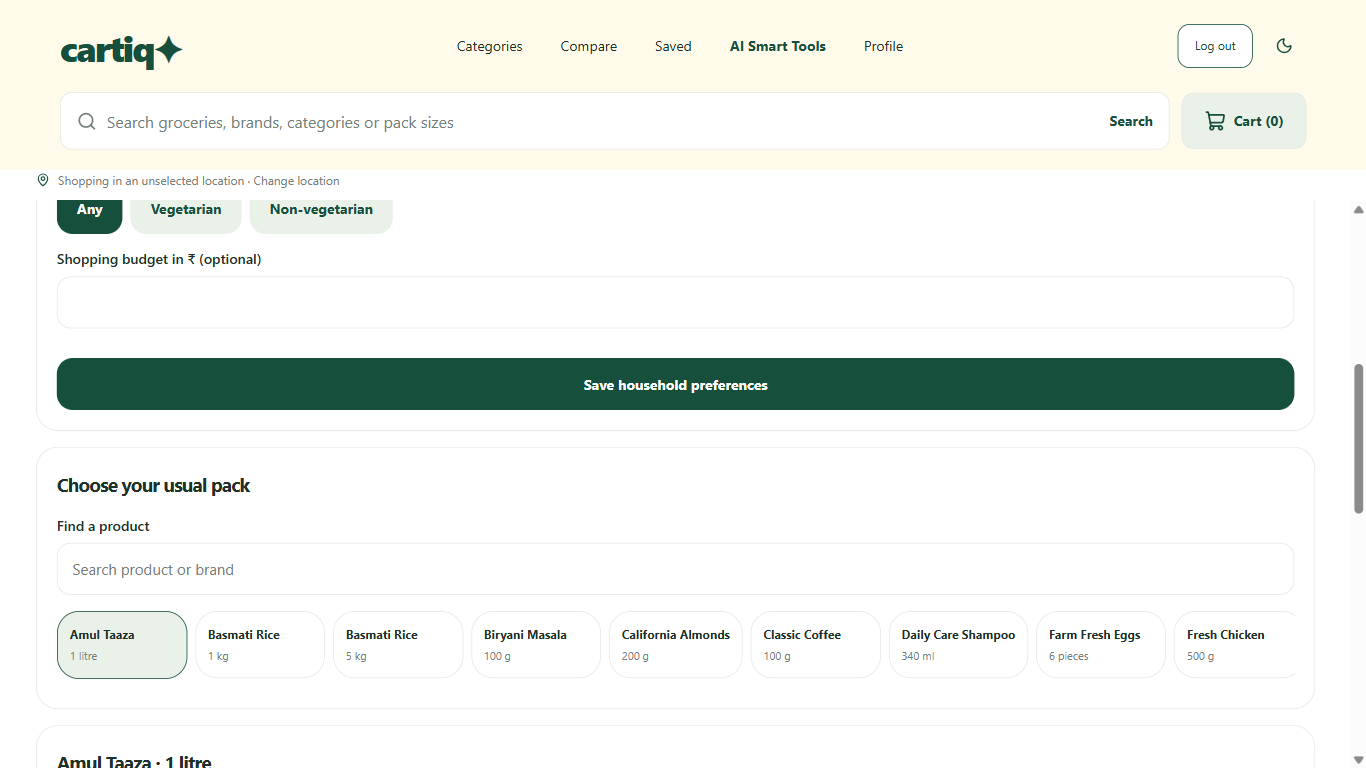 cartiq
Categories
Compare
Saved
AI Smart Tools
Profile
Log out
Search groceries, brands, categories or pack sizes
Search
Cart (0)
Shopping in an unselected location · Change location
Any
Vegetarian
Non-vegetarian
Shopping budget in ₹ (optional)
Save household preferences
Choose your usual pack
Find a product
Search product or brand
Amul Taaza
1 litre
Basmati Rice
1 kg
Basmati Rice
5 kg
Biryani Masala
100 g
California Almonds
200 g
Classic Coffee
100 g
Daily Care Shampoo
340 ml
Farm Fresh Eggs
6 pieces
Fresh Chicken
500 g
Amul Taaza · 1 litre